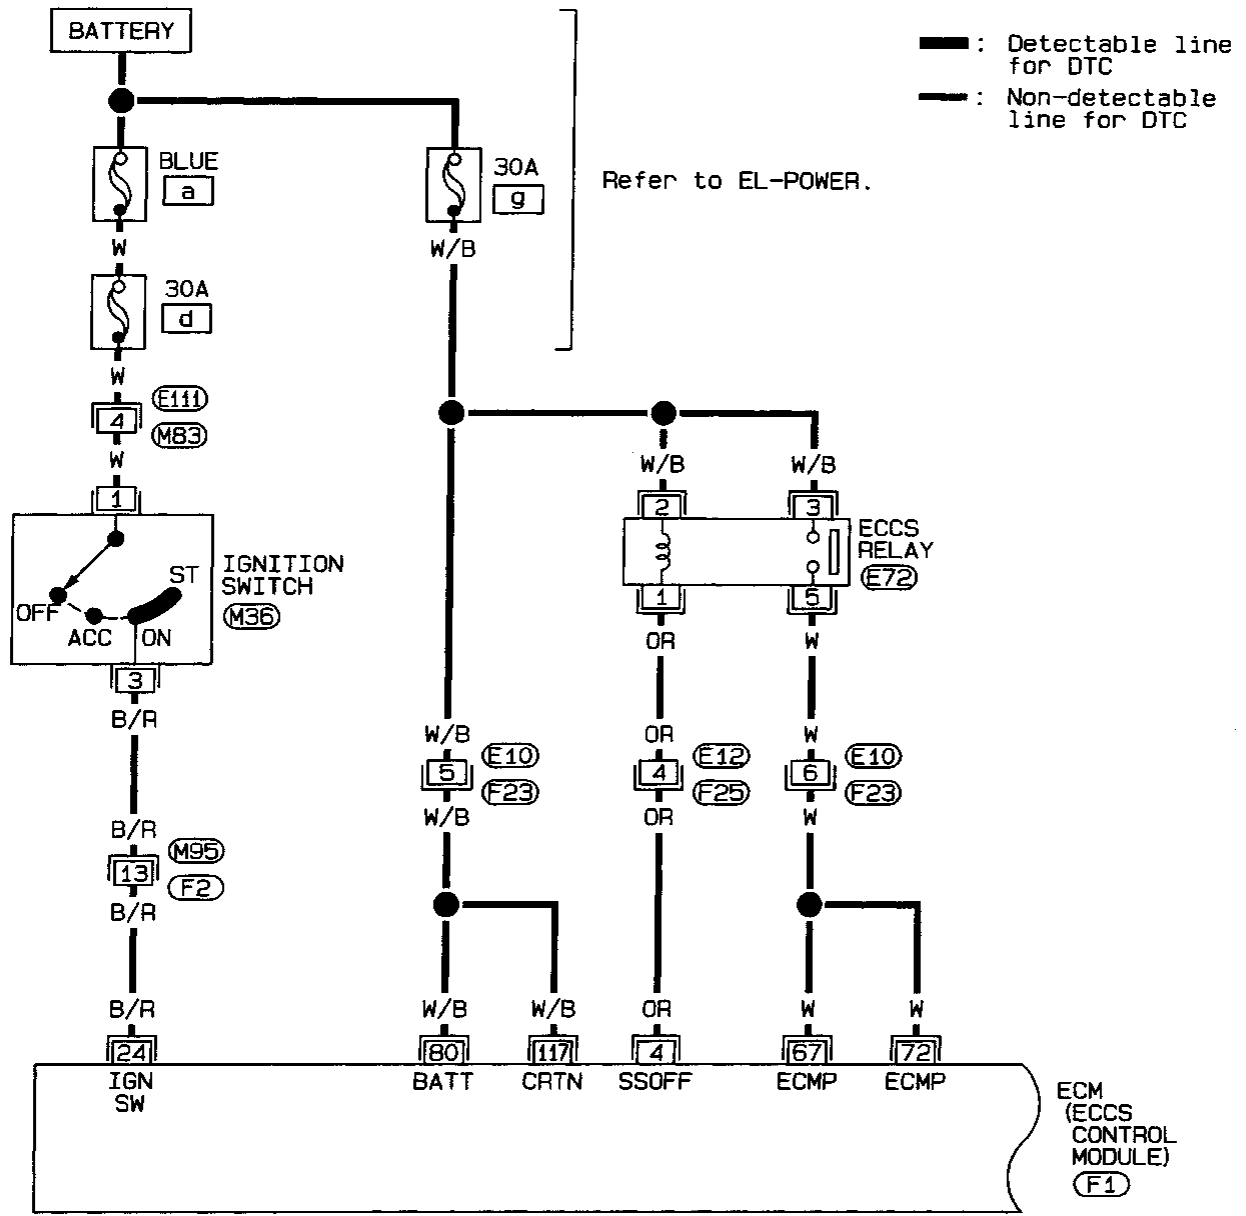 BATTERY
: Detectable line
for DTC
: Non-detectable
line for DTC
BLUE
a
30A
g
Refer to EL-POWER.
W
W/B
30A
d
W
E111
4
M83
W
1
W/B
W/B
2
3
ECCS
RELAY
E72
IGNITION
SWITCH
M36
ST
OFF
ACC
ON
1
5
OR
W
3
B/R
W/B
OR
W
5
E10
F23
4
E12
F25
6
E10
F23
W/B
OR
W
B/R
M95
13
F2
B/R
B/R
W/B
W/B
OR
W
W
24
80
117
4
67
72
IGN
SW
BATT
CRTN
SSOFF
ECMP
ECMP
ECM
(ECCS
CONTROL
MODULE)
F1